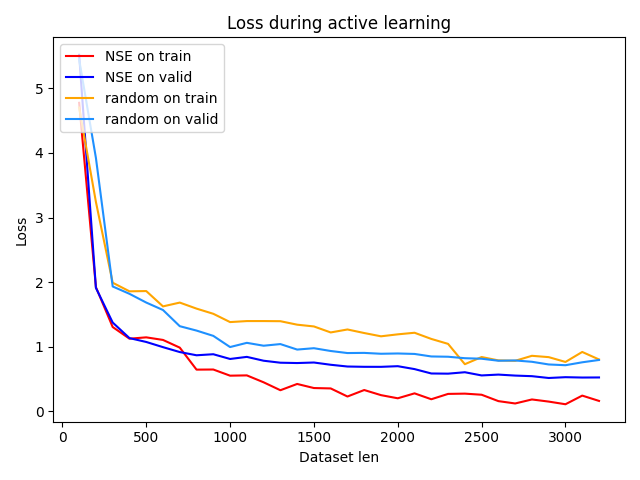 Loss during active learning
NSE on train
NSE on valid
random on train
random on valid
Loss
5
4
3
2
1
0
0 500 1000 1500 2000 2500 3000
Dataset len